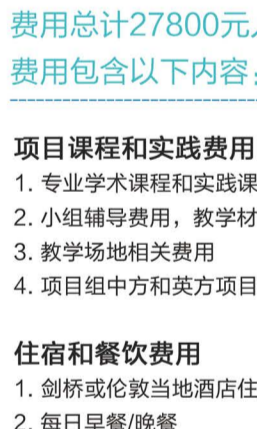 费用总计27800元
费用包含以下内容：
项目课程和实践费用
1. 专业学术课程和实践课
2. 小组辅导费用，教学材
3. 教学场地相关费用
4. 项目组中方和英方项目
住宿和餐饮费用
1. 剑桥或伦敦当地酒店住
2. 每日早餐/晚餐